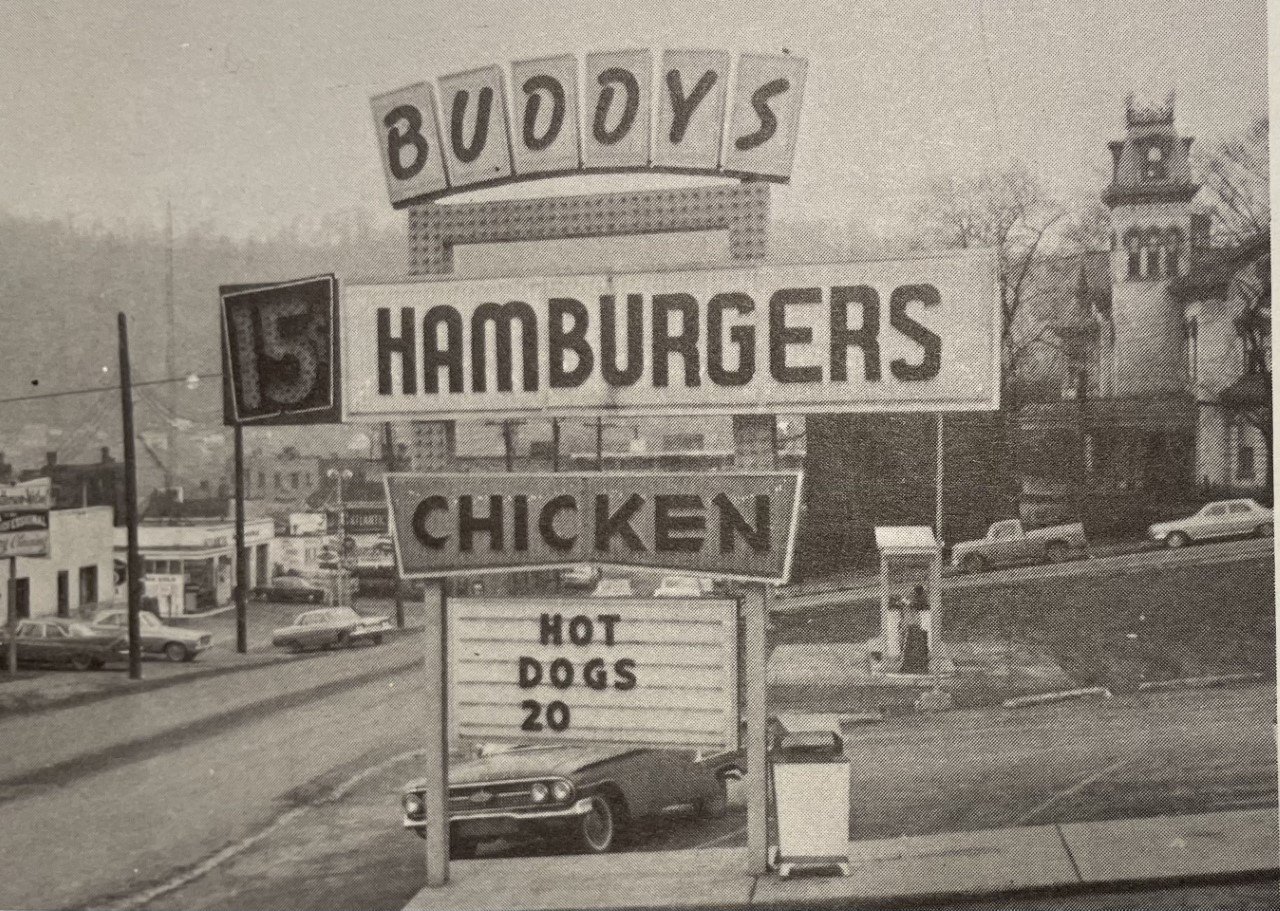 BUDDYS
15 HAMBURGERS
CHICKEN
HOT
DOGS
20